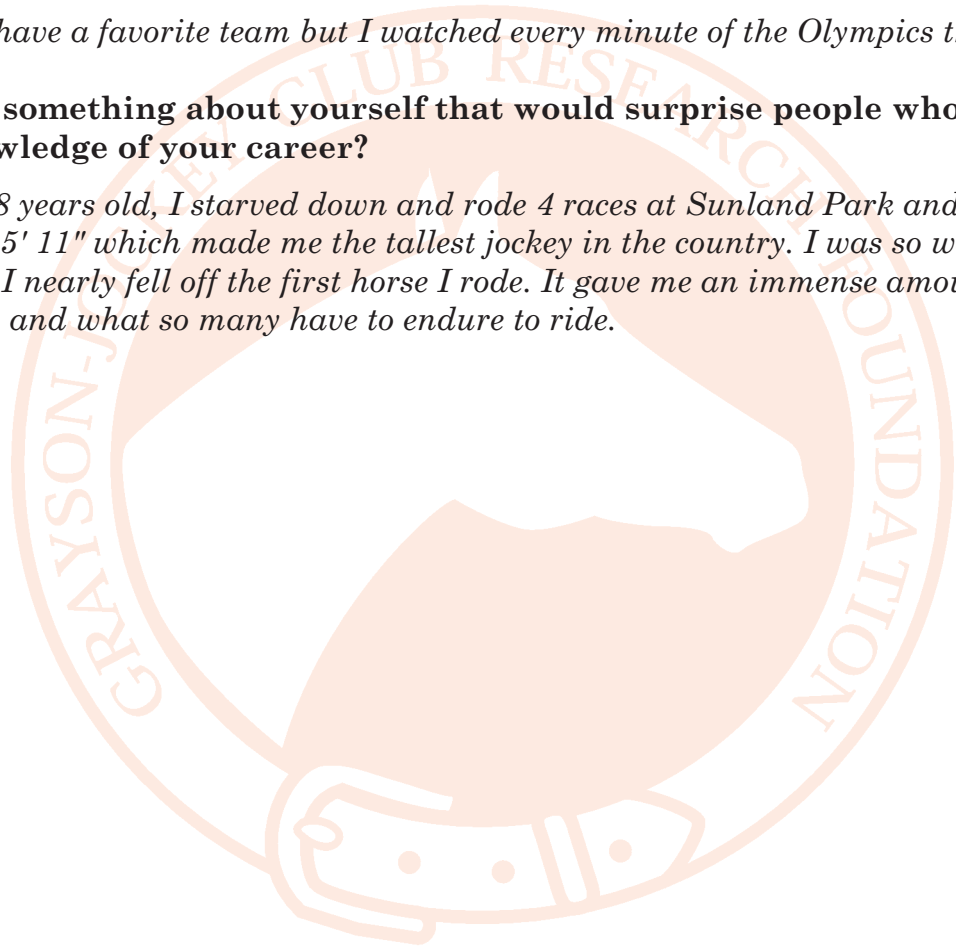 have a favorite team but I watched every minute of the Olympics
something about yourself that would surprise people who
wledge of your career?
8 years old, I starved down and rode 4 races at Sunland Park and
5' 11" which made me the tallest jockey in the country. I was so w
I nearly fell off the first horse I rode. It gave me an immense amou
and what so many have to endure to ride.
GRAYSON-JOCKEY CLUB RESEARCH FOUNDATION